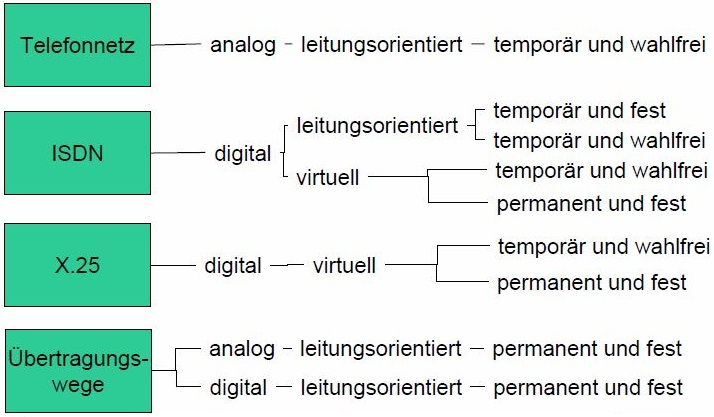 Telefonnetz
analog
leitungsorientiert
temporär und wahlfrei
ISDN
digital
leitungsorientiert
temporär und fest
temporär und wahlfrei
virtuell
temporär und wahlfrei
permanent und fest
X.25
digital
virtuell
temporär und wahlfrei
permanent und fest
Übertragungs-
wege
analog
leitungsorientiert
permanent und fest
digital
leitungsorientiert
permanent und fest